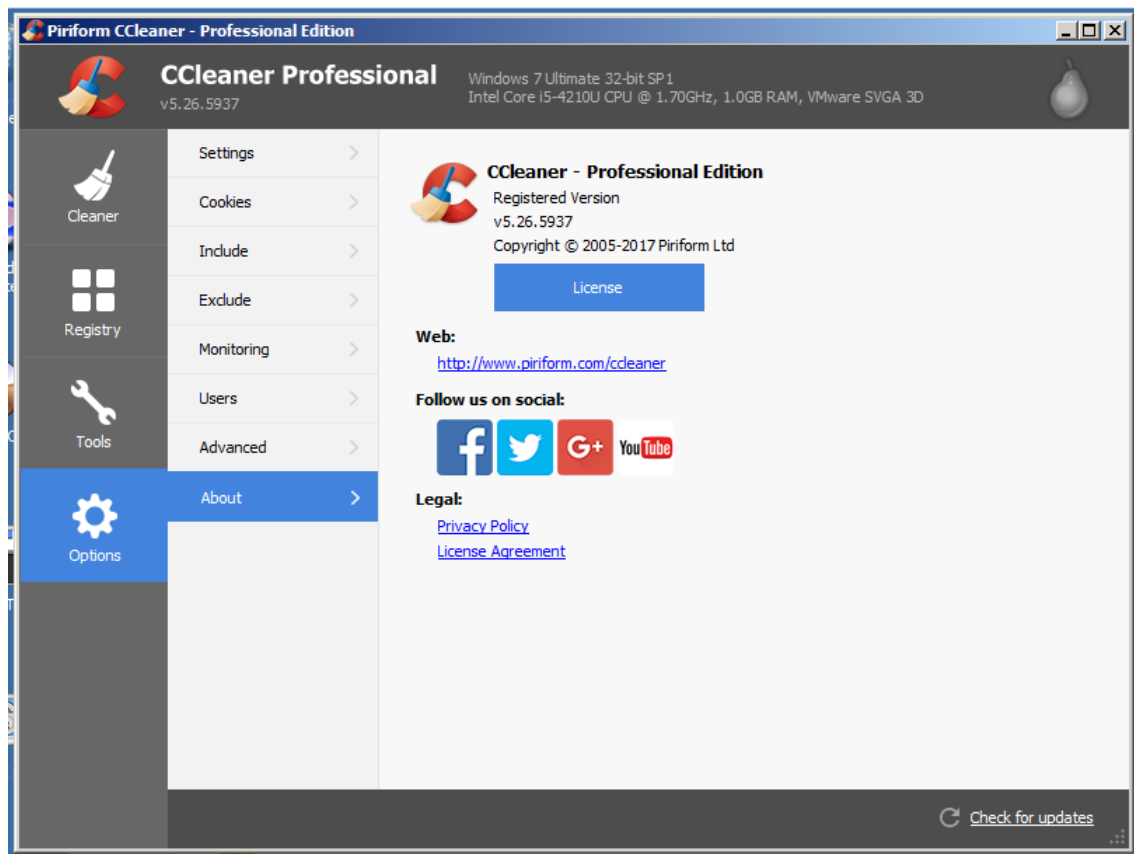 Piriform CCleaner - Professional Edition
CCleaner Professional
v5.26.5937
Windows 7 Ultimate 32-bit SP1
Intel Core i5-4210U CPU @ 1.70GHz, 1.0GB RAM, VMware SVGA 3D
Cleaner
Registry
Tools
Options
Settings
Cookies
Include
Exclude
Monitoring
Users
Advanced
About
CCleaner - Professional Edition
Registered Version
v5.26.5937
Copyright © 2005-2017 Piriform Ltd
License
Web:
http://www.piriform.com/ccleaner
Follow us on social:
f G+ You Tube
Legal:
Privacy Policy
License Agreement
Check for updates